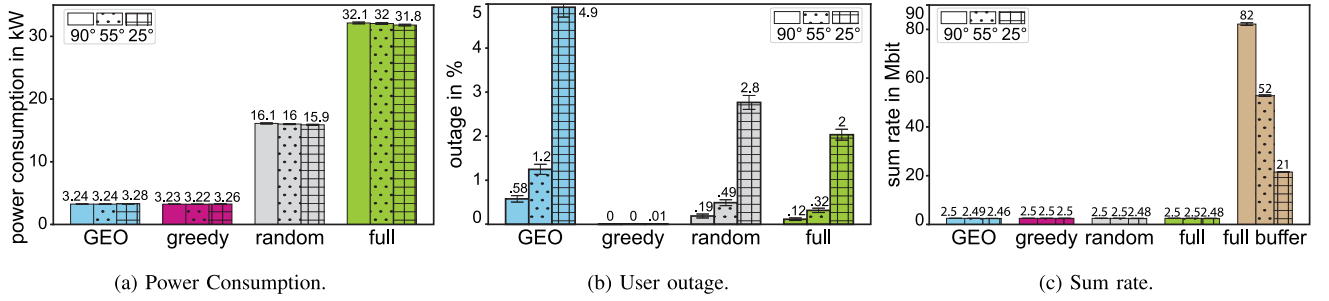 power consumption in kW
30
15
0
90° 55° 25°
3.24 3.24 3.28
3.23 3.22 3.26
16.1 16 15.9
32.1 32 31.8
GEO greedy random full
(a) Power Consumption.
outage in %
5
4
3
2
1
0
90° 55° 25°
.58 1.2 4.9
0 0 .01
.19 .49 2.8
.12 .32 2
GEO greedy random full
(b) User outage.
sum rate in Mbit
80
80
60
40
20
0
90° 55° 25°
2.5 2.49 2.46
2.5 2.5 2.5
2.5 2.5 2.48
2.5 2.5 2.48
82 52 21
GEO greedy random full full buffer
(c) Sum rate.